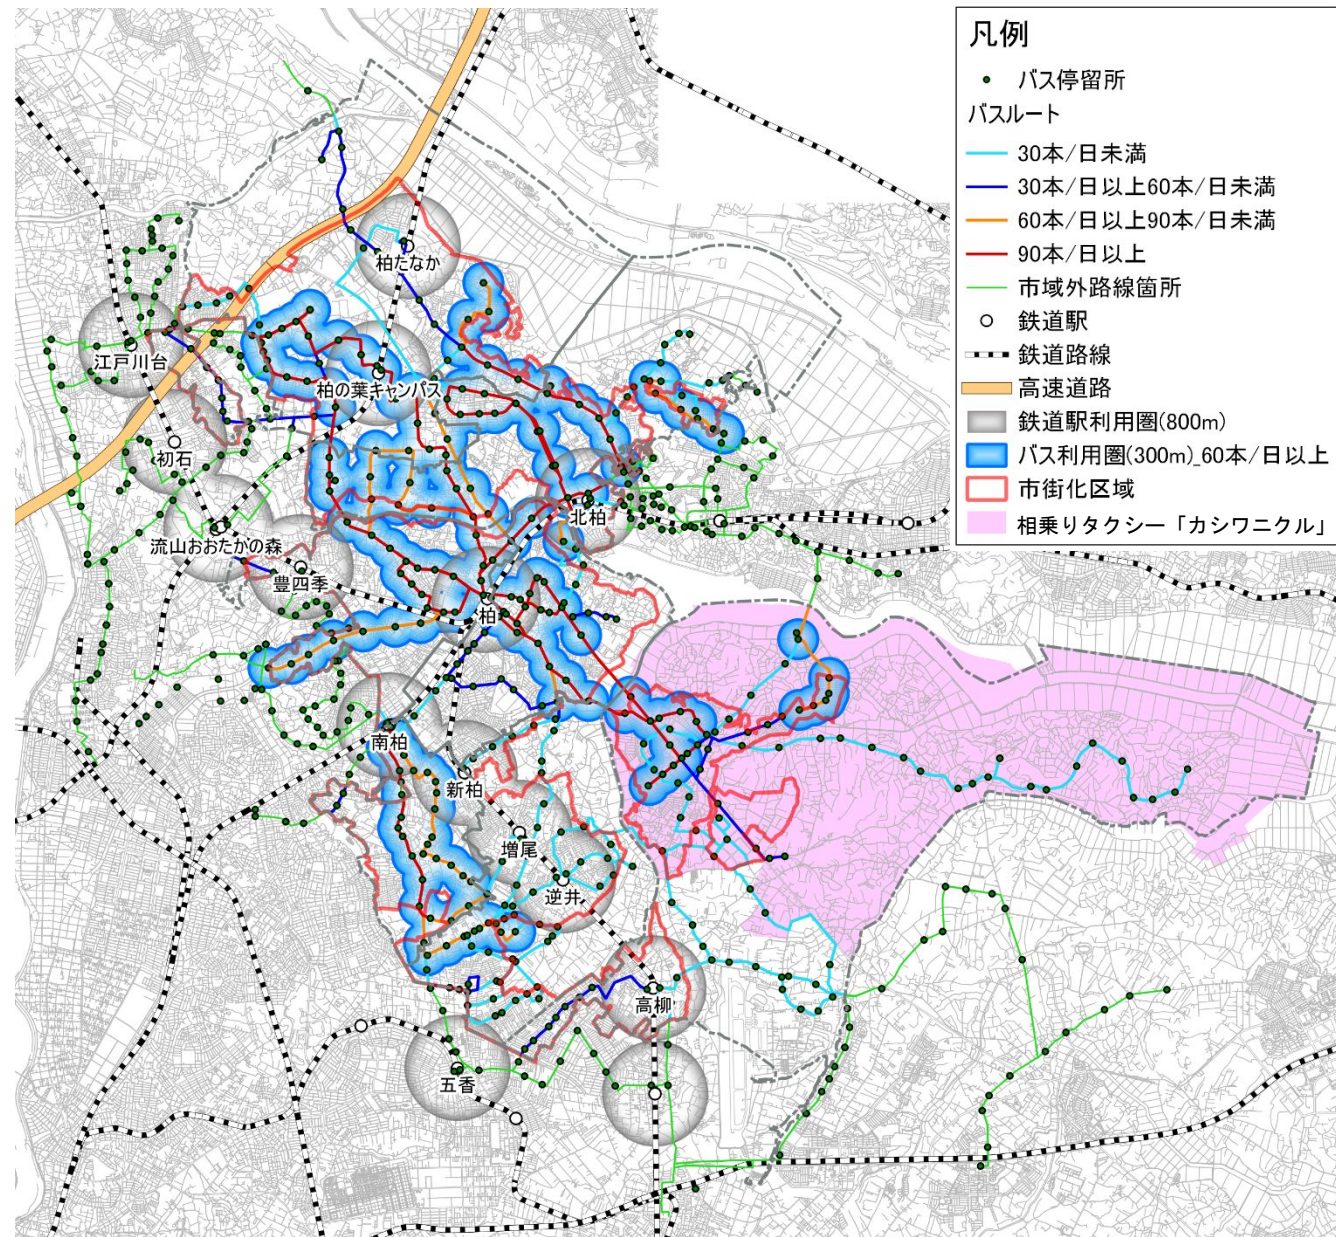 凡例
バス停留所
バスルート
30本/日未満
30本/日以上60本/日未満
60本/日以上90本/日未満
90本/日以上
市域外路線箇所
鉄道駅
鉄道路線
高速道路
鉄道駅利用圏(800m)
バス利用圏(300m)_60本/日以上
市街化区域
相乗りタクシー「カシワニクル」
柏たなか
江戸川台
柏の葉キャンパス
初石
北柏
流山おおたかの森
豊四季
柏
南柏
新柏
増尾
逆井
高柳
五香